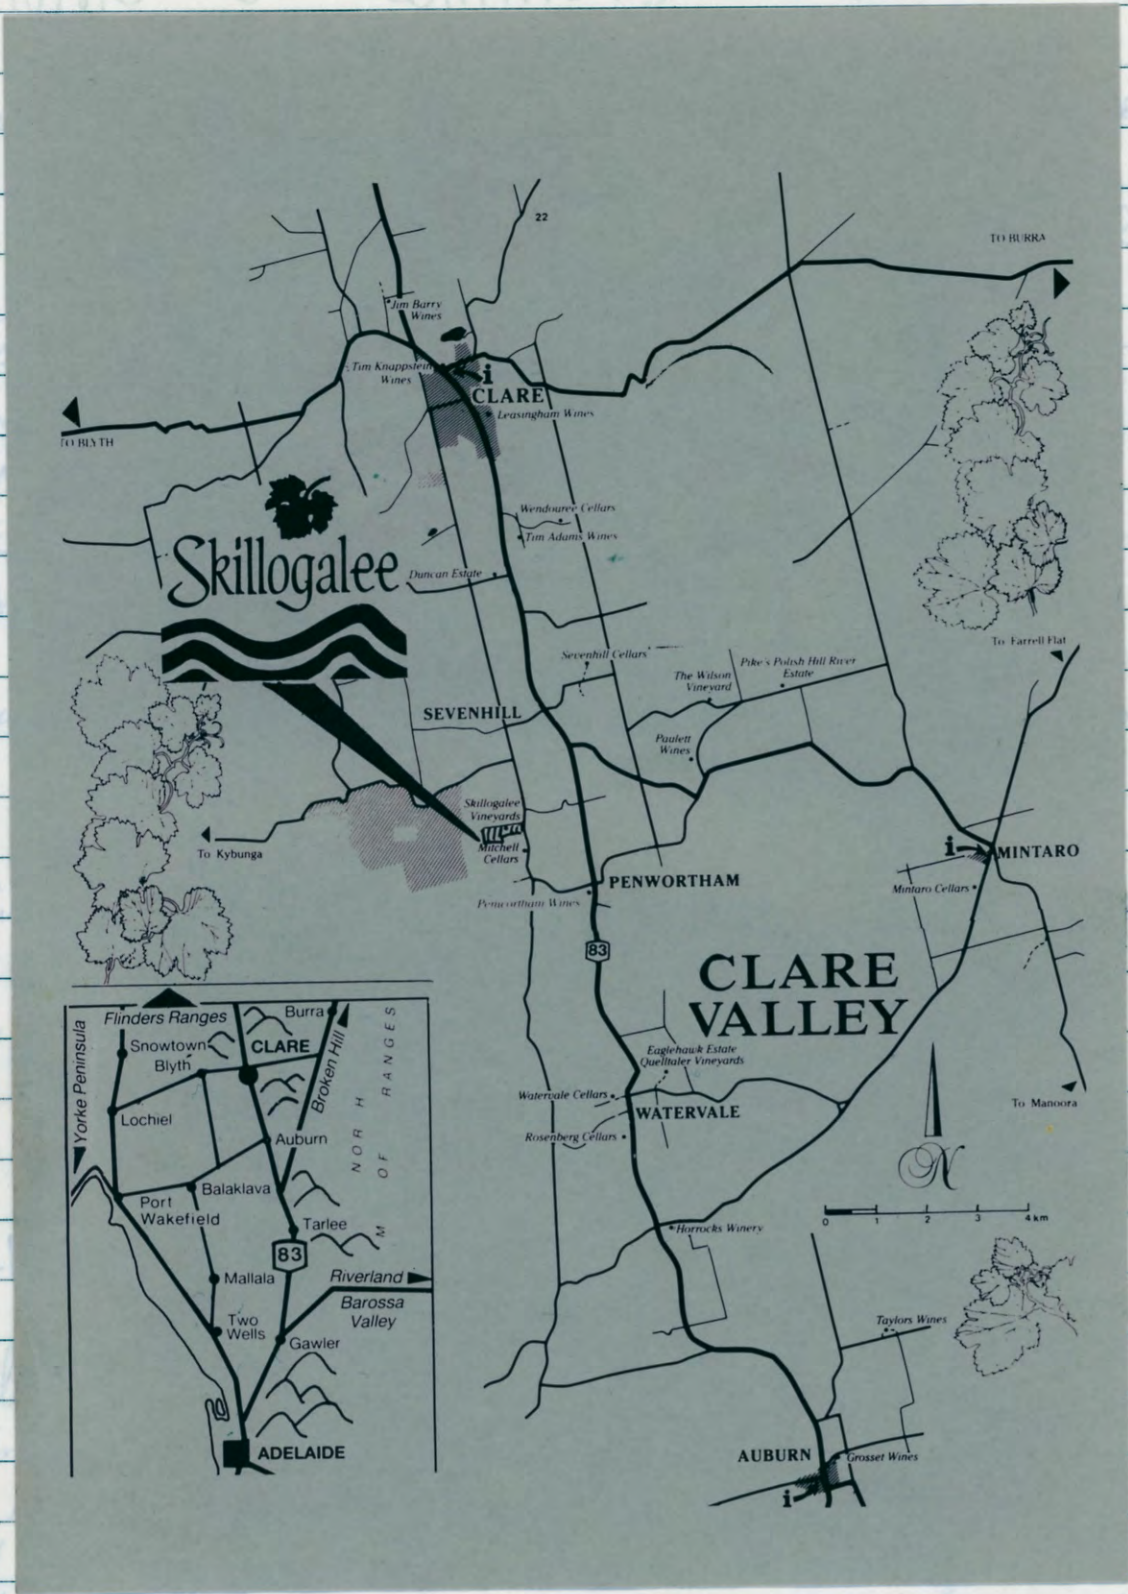 22
TO BURRA
Jim Barry
Wines
Tim Knappstein
Wines
i
CLARE
Leasingham Wines
TO BLYTH
Skillogalee
Wendouree Cellars
Tim Adams Wines
Duncan Estate
To Farrell Flat
Sevenhill Cellars
Pike's Polish Hill River
Estate
The Wilson
Vineyard
SEVENHILL
Paulett
Wines
Skillogalee
Vineyards
Mitchell
Cellars
To Kybunga
i
MINTARO
Mintaro Cellars
PENWORTHAM
Penwortham Wines
83
CLARE
VALLEY
Eaglehawk Estate
Quelltaler Vineyards
Watervale Cellars
WATERVALE
Rosenberg Cellars
To Manoora
N
0 1 2 3 4 km
Horrocks Winery
Taylors Wines
AUBURN
Grosset Wines
i
Flinders Ranges
Burra
Yorke Peninsula
Snowtown
CLARE
Blyth
Broken Hill
Lochiel
NOR H
M OF RANGES
Auburn
Balaklava
Port
Wakefield
Tarlee
83
Mallala
Riverland
Barossa
Valley
Two
Wells
Gawler
ADELAIDE